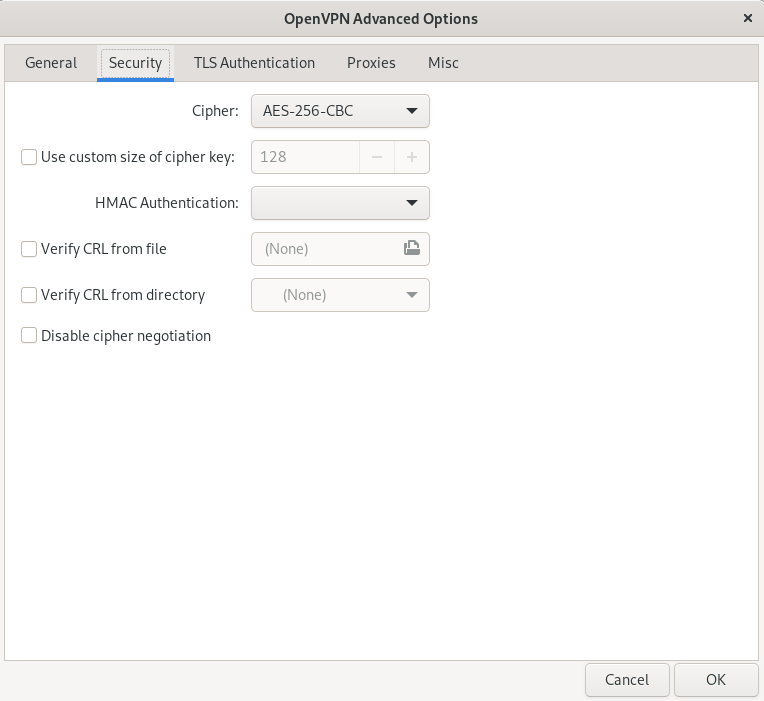 OpenVPN Advanced Options
General Security TLS Authentication Proxies Misc
Cipher: AES-256-CBC
Use custom size of cipher key: 128
HMAC Authentication:
Verify CRL from file (None)
Verify CRL from directory (None)
Disable cipher negotiation
Cancel OK